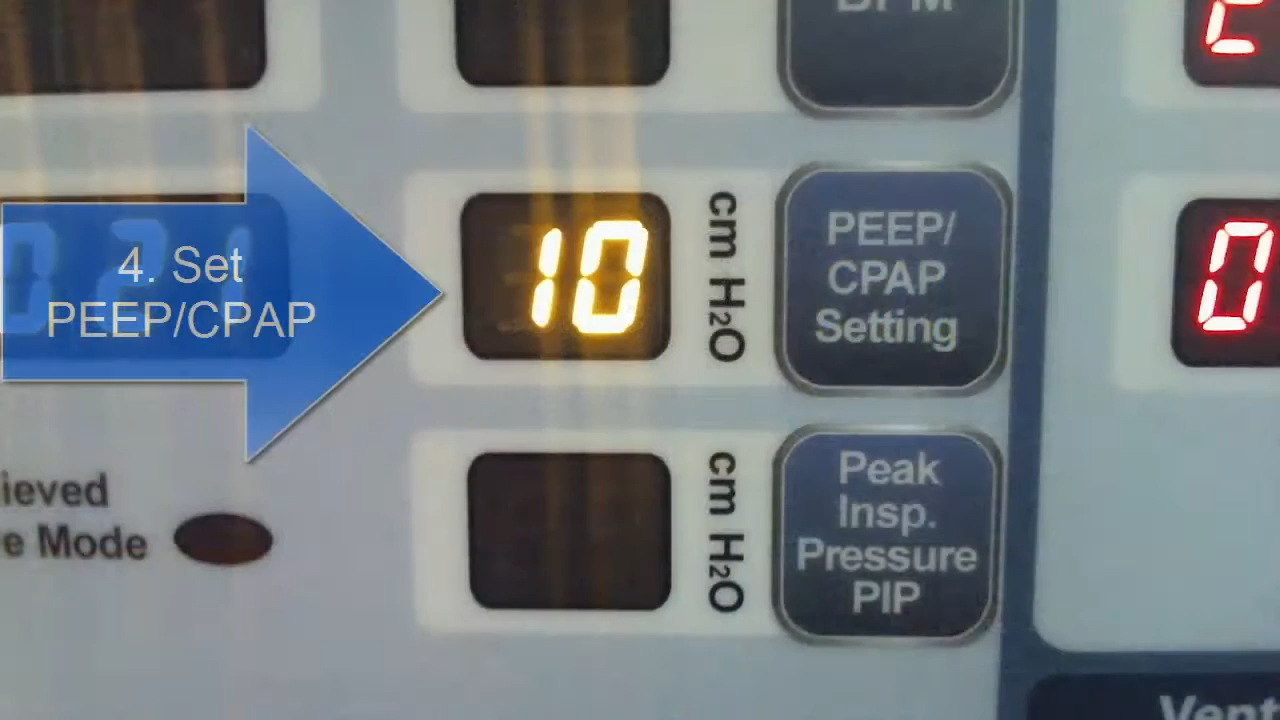 BPM
4. Set
PEEP/CPAP
10
cm H₂O
PEEP/
CPAP
Setting
0
cm H₂O
Peak
Insp.
Pressure
PIP
ieved
e Mode
Vent